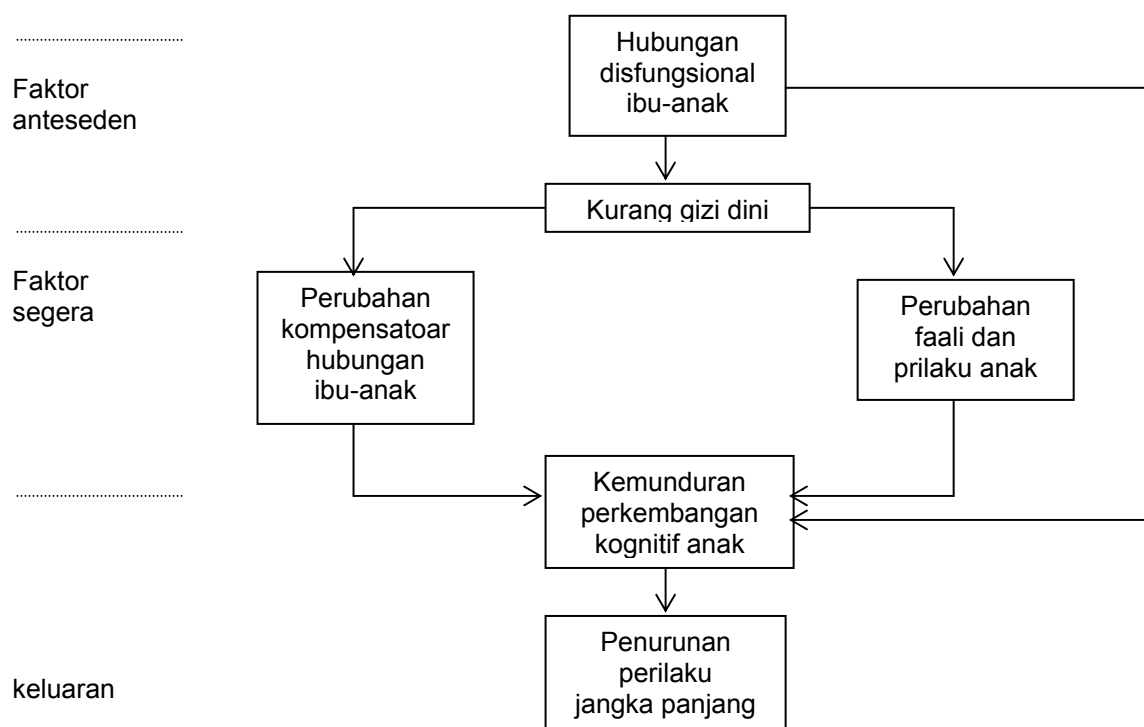 Hubungan
disfungsional
ibu-anak
Faktor
anteseden
Kurang gizi dini
Faktor
segera
Perubahan
kompensatoar
hubungan
ibu-anak
Perubahan
faali dan
prilaku anak
Kemunduran
perkembangan
kognitif anak
Penurunan
perilaku
jangka panjang
keluaran